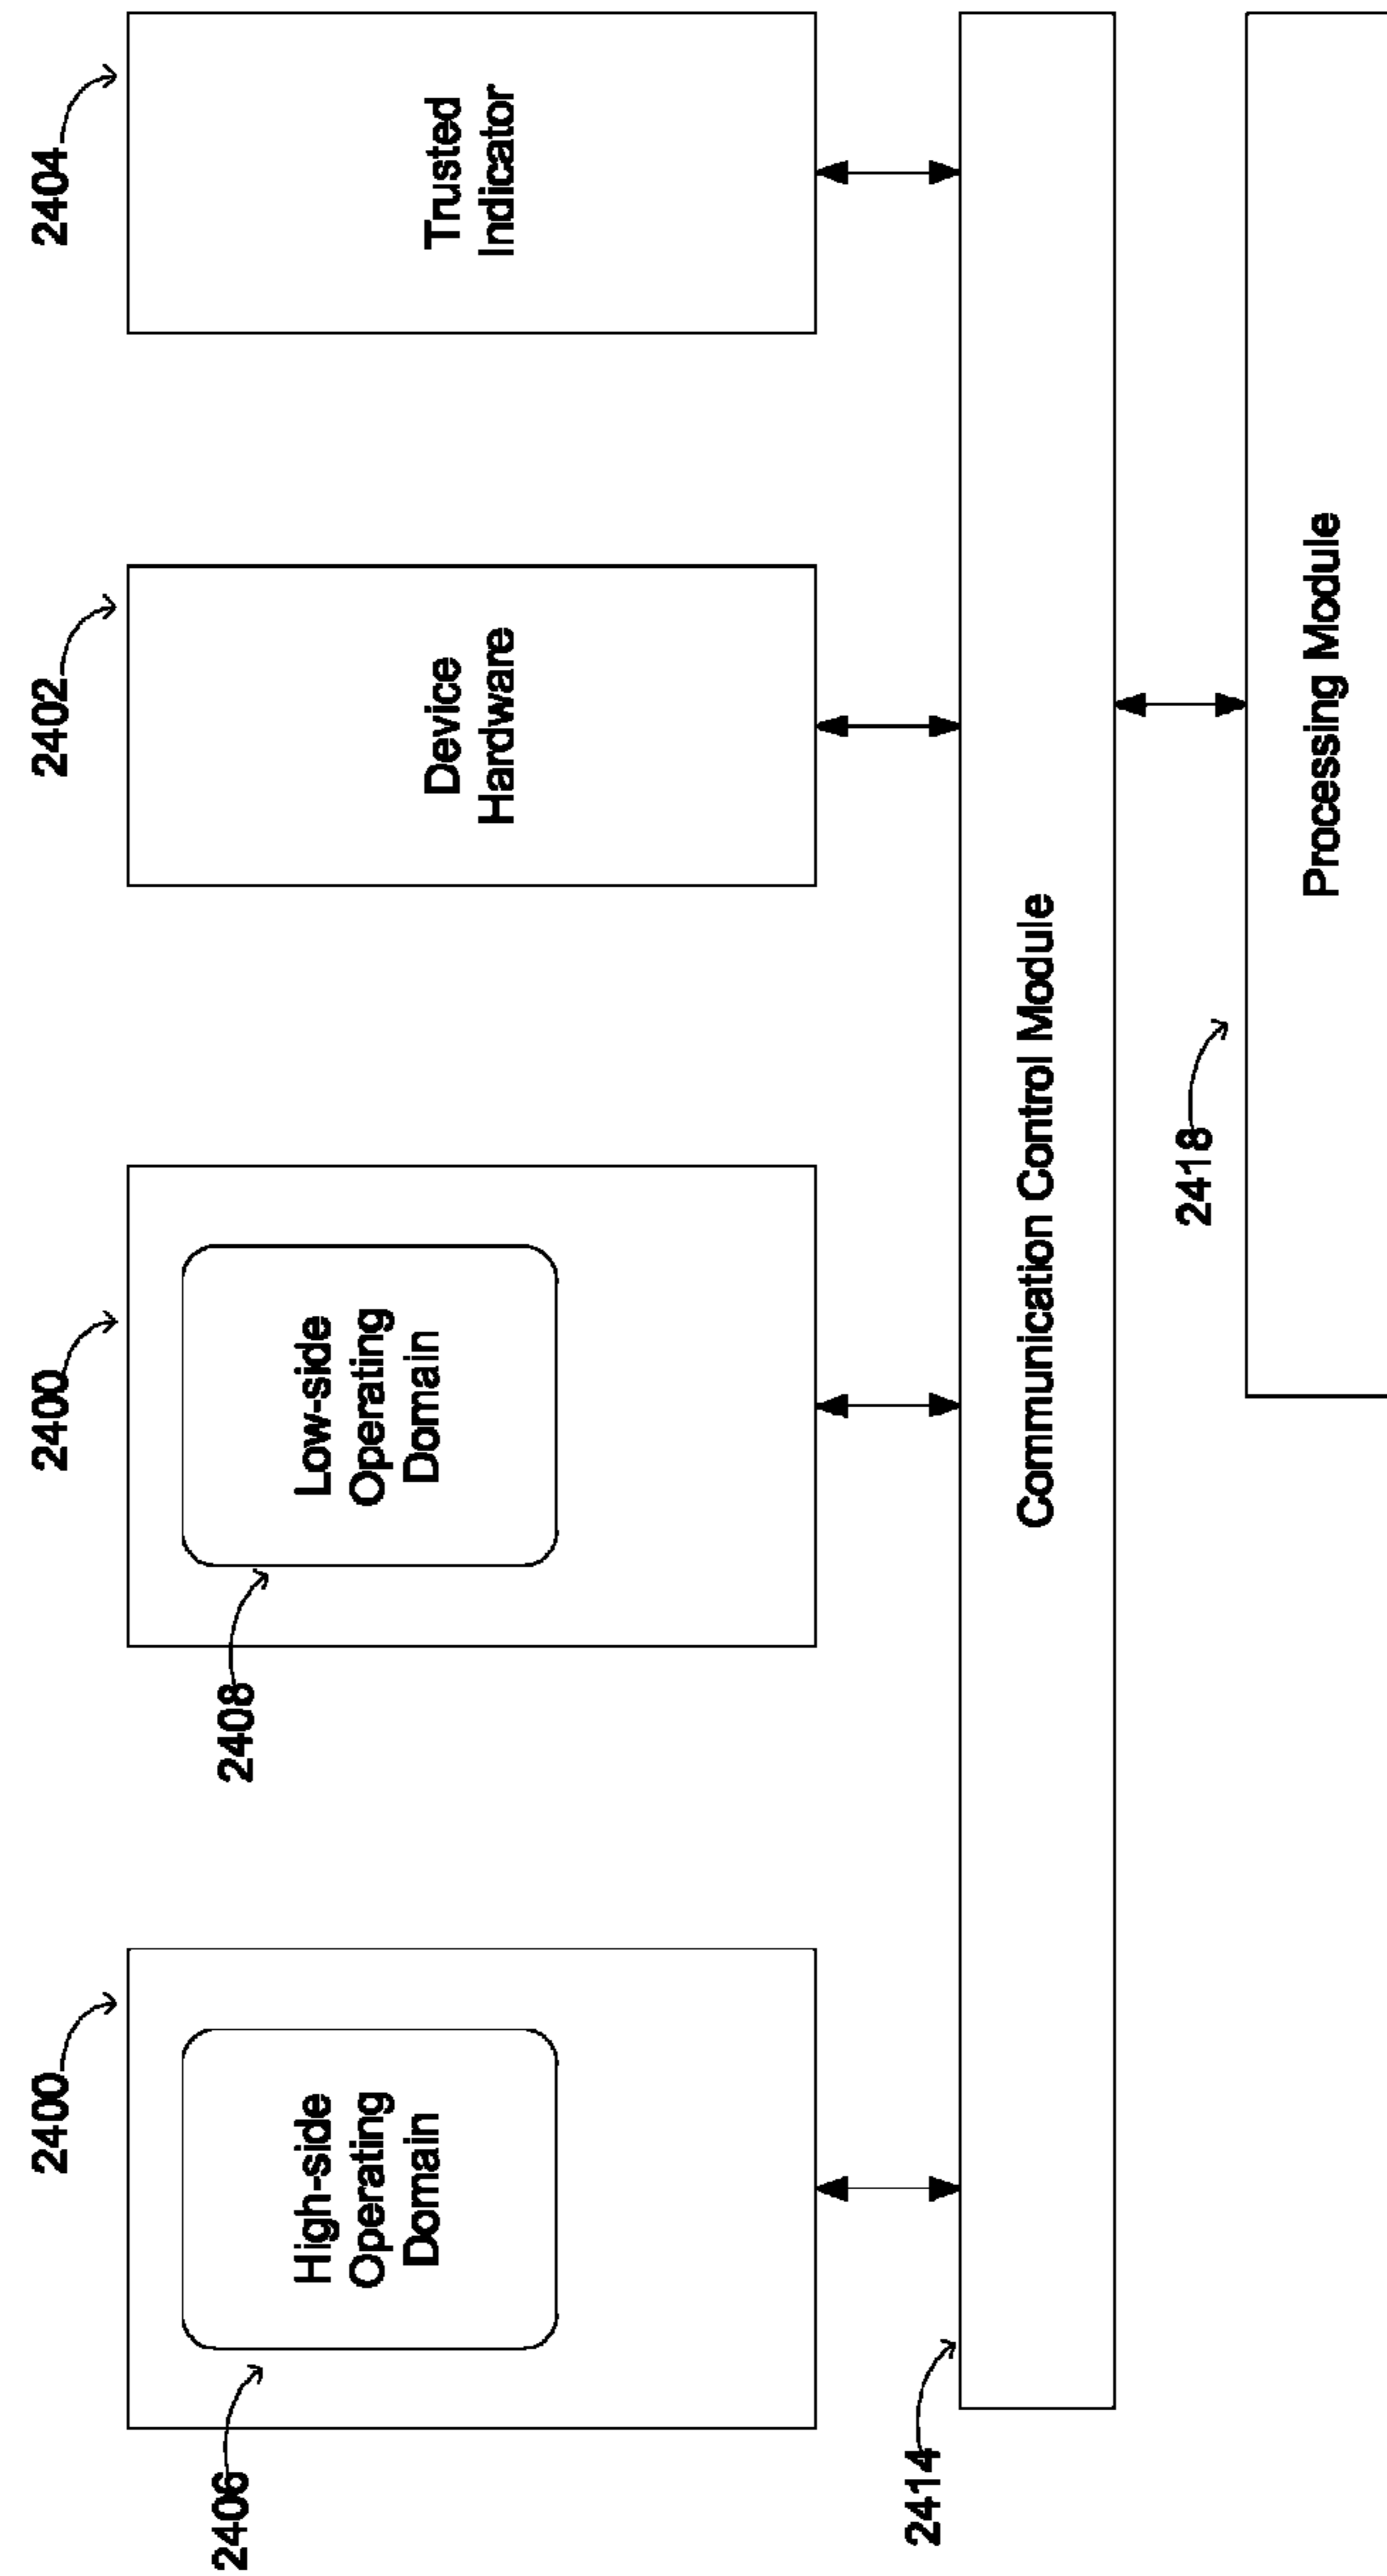 2400
2400
2402
2404
2406
High-side
Operating
Domain
2408
Low-side
Operating
Domain
Device
Hardware
Trusted
Indicator
2414
Communication Control Module
2418
Processing Module